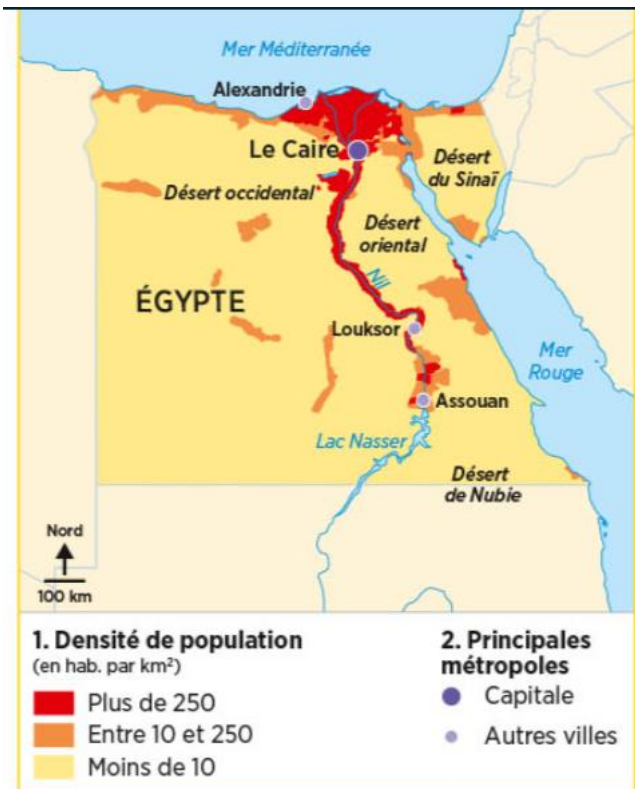 Mer Méditerranée
Alexandrie
Le Caire
Désert
du Sinaï
Désert occidental
Désert
oriental
Nil
ÉGYPTE
Louksor
Mer
Rouge
Assouan
Lac Nasser
Désert
de Nubie
Nord
100 km
1. Densité de population
(en hab. par km²)
Plus de 250
Entre 10 et 250
Moins de 10
2. Principales
métropoles
Capitale
Autres villes